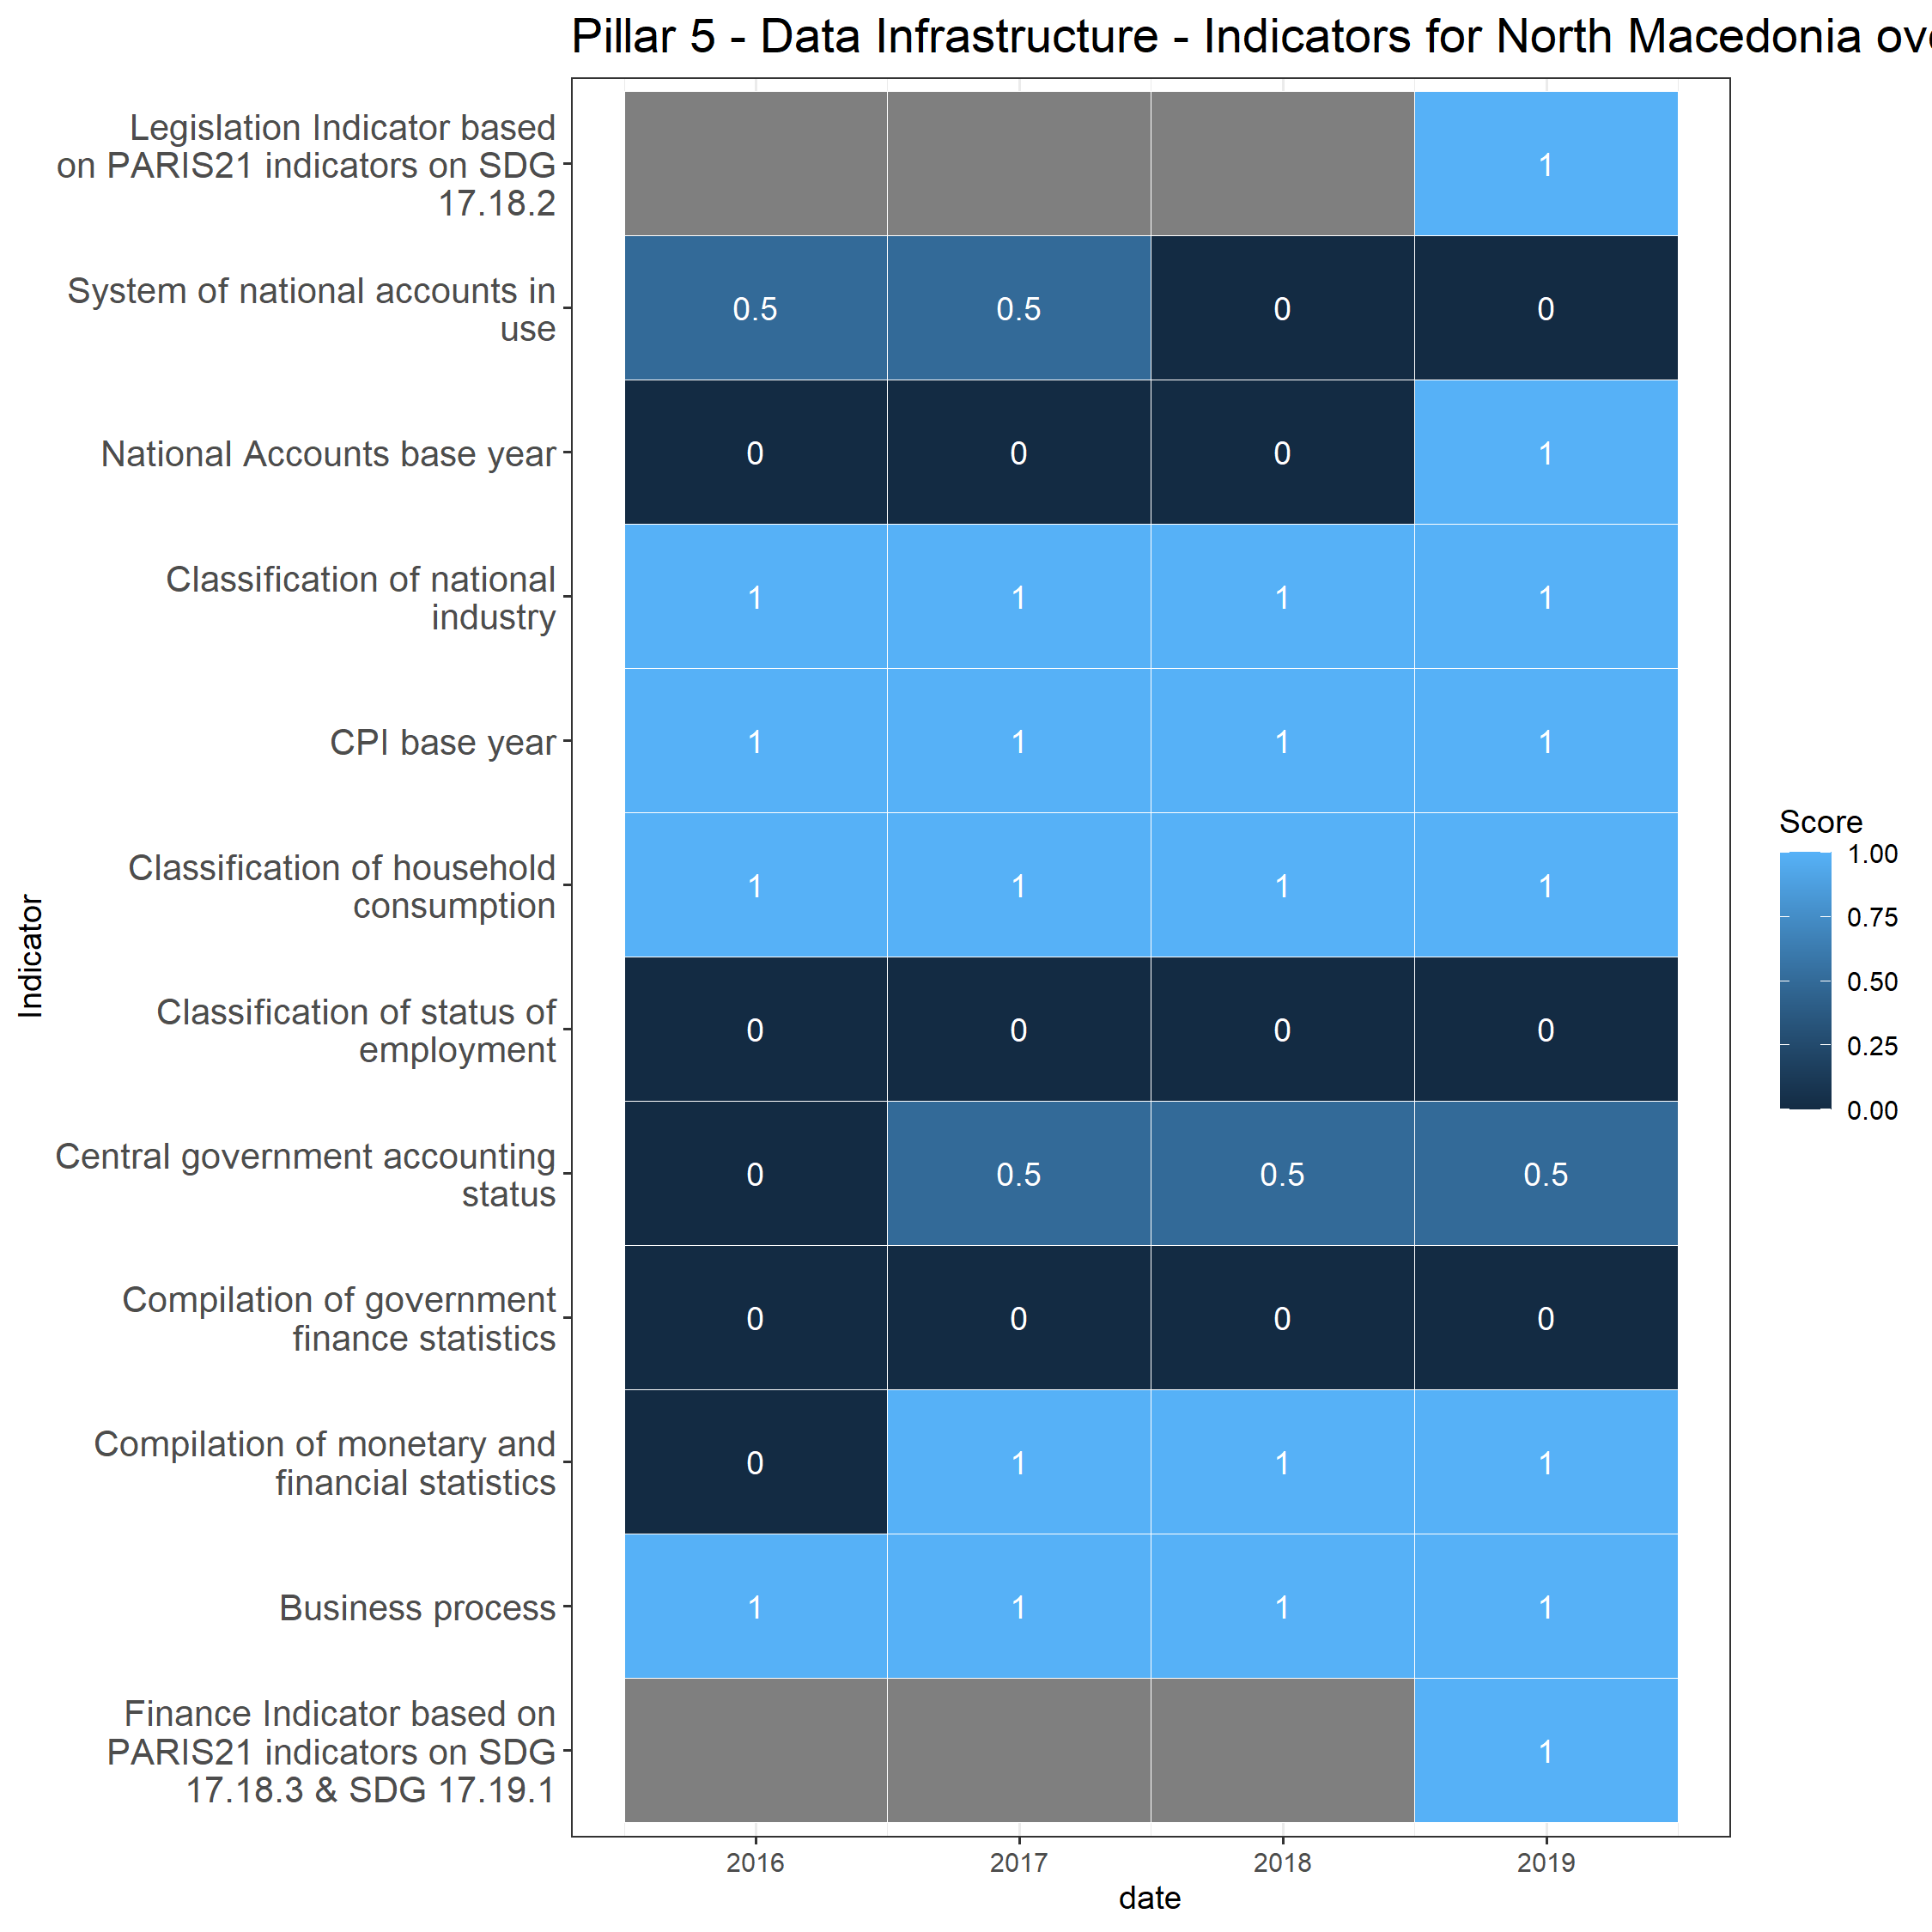 Pillar 5 - Data Infrastructure - Indicators for North Macedonia ov
Legislation Indicator based
on PARIS21 indicators on SDG
17.18.2
1
System of national accounts in
use
0.5 0.5 0 0
National Accounts base year
0 0 0 1
Classification of national
industry
1 1 1 1
CPI base year
1 1 1 1
Classification of household
consumption
1 1 1 1
Classification of status of
employment
0 0 0 0
Central government accounting
status
0 0.5 0.5 0.5
Compilation of government
finance statistics
0 0 0 0
Compilation of monetary and
financial statistics
0 1 1 1
Business process
1 1 1 1
Finance Indicator based on
PARIS21 indicators on SDG
17.18.3 & SDG 17.19.1
1
2016 2017 2018 2019
date
Indicator
Score
1.00
0.75
0.50
0.25
0.00